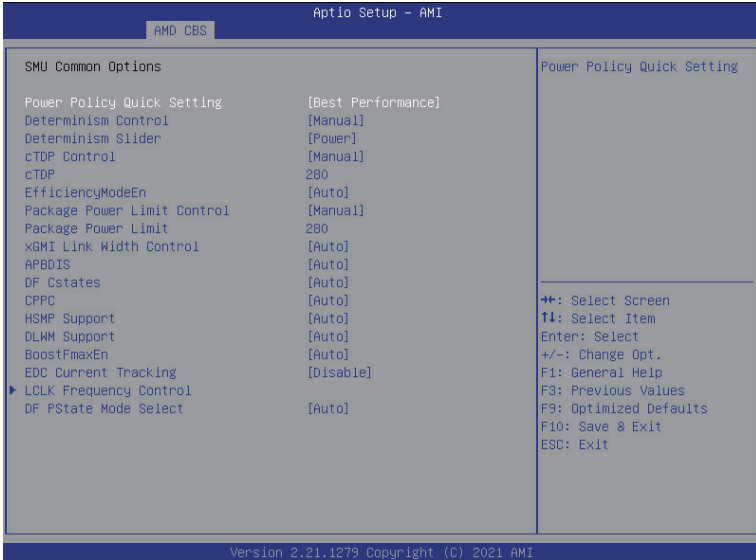 Aptio Setup – AMI
AMD CBS
SMU Common Options
Power Policy Quick Setting [Best Performance]
Determinism Control [Manual]
Determinism Slider [Power]
cTDP Control [Manual]
cTDP 280
EfficiencyModeEn [Auto]
Package Power Limit Control [Manual]
Package Power Limit 280
xGMI Link Width Control [Auto]
APBDIS [Auto]
DF Cstates [Auto]
CPPC [Auto]
HSMP Support [Auto]
DLWM Support [Auto]
BoostFmaxEn [Auto]
EDC Current Tracking [Disable]
LCLK Frequency Control
DF PState Mode Select [Auto]
Power Policy Quick Setting
→←: Select Screen
↑↓: Select Item
Enter: Select
+/-: Change Opt.
F1: General Help
F3: Previous Values
F9: Optimized Defaults
F10: Save & Exit
ESC: Exit
Version 2.21.1279 Copyright (C) 2021 AMI